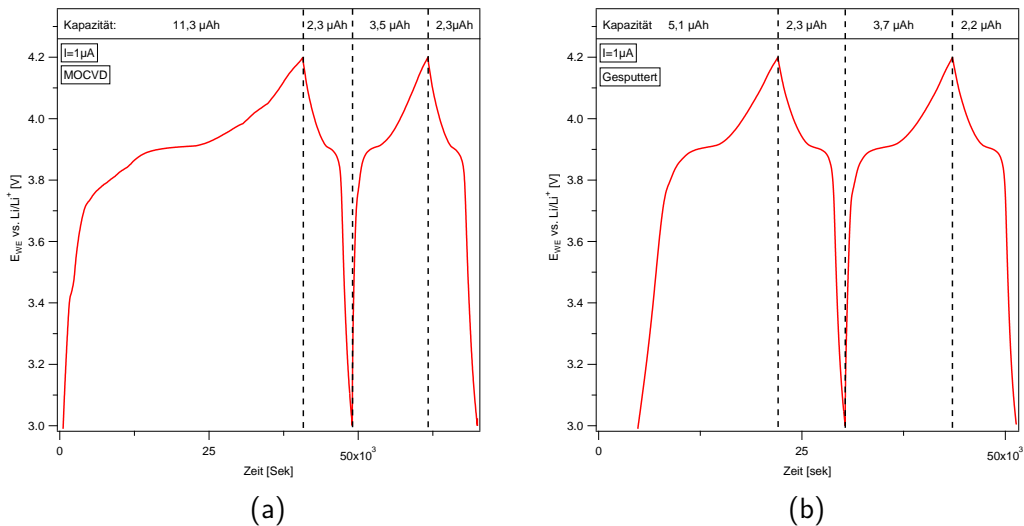 Kapazität: 11,3 µAh 2,3 µAh 3,5 µAh 2,3µAh
I=1µA
MOCVD
4.2
4.0
3.8
3.6
3.4
3.2
3.0
E_WE vs. Li/Li⁺ [V]
0 25 50x10³
Zeit [Sek]
(a)
Kapazität 5,1 µAh 2,3 µAh 3,7 µAh 2,2 µAh
I=1µA
Gesputtert
4.2
4.0
3.8
3.6
3.4
3.2
3.0
E_WE vs. Li/Li⁺ [V]
0 25 50x10³
Zeit [sek]
(b)